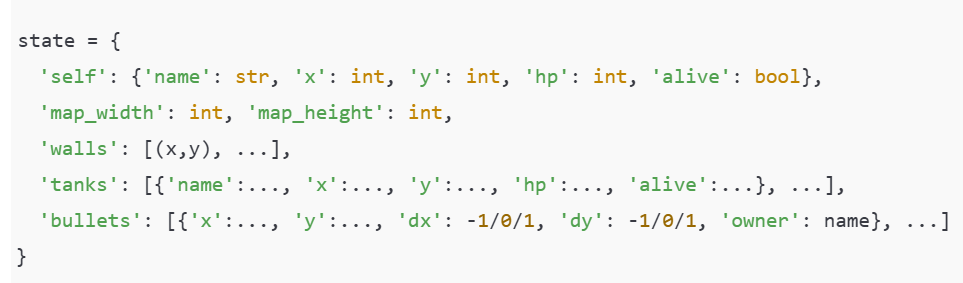 state = {
  'self': {'name': str, 'x': int, 'y': int, 'hp': int, 'alive': bool},
  'map_width': int, 'map_height': int,
  'walls': [(x,y), ...],
  'tanks': [{'name':..., 'x':..., 'y':..., 'hp':..., 'alive':...}, ...],
  'bullets': [{'x':..., 'y':..., 'dx': -1/0/1, 'dy': -1/0/1, 'owner': name}, ...]
}